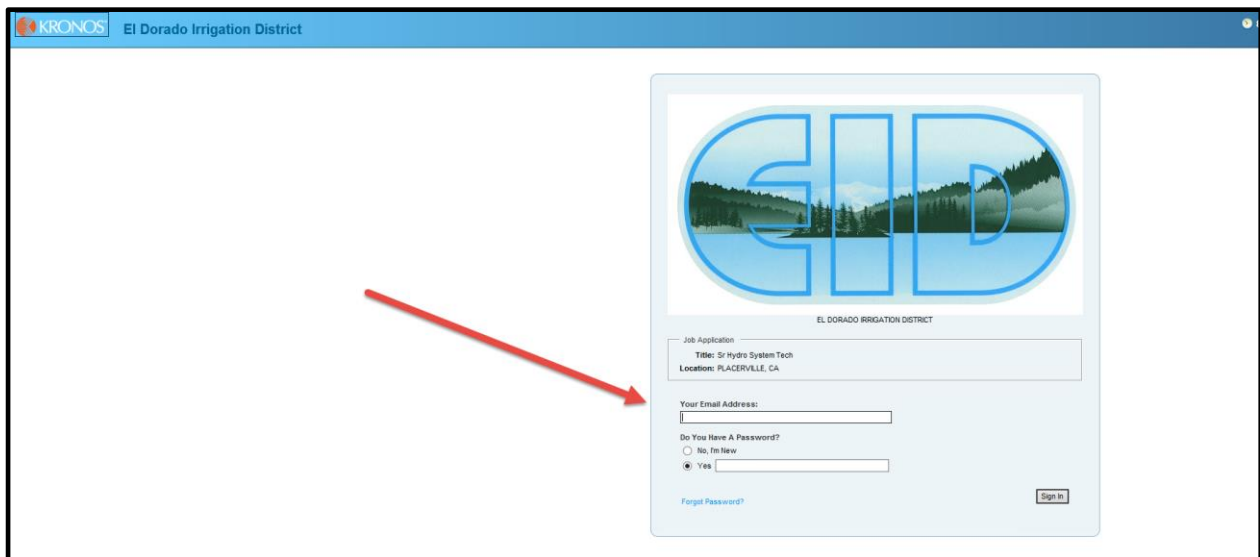 KRONOS El Dorado Irrigation District
EID
EL DORADO IRRIGATION DISTRICT
Job Application
Title: Sr Hydro System Tech
Location: PLACERVILLE, CA
Your Email Address:
Do You Have A Password?
No, I'm New
Yes
Forgot Password?
Sign In